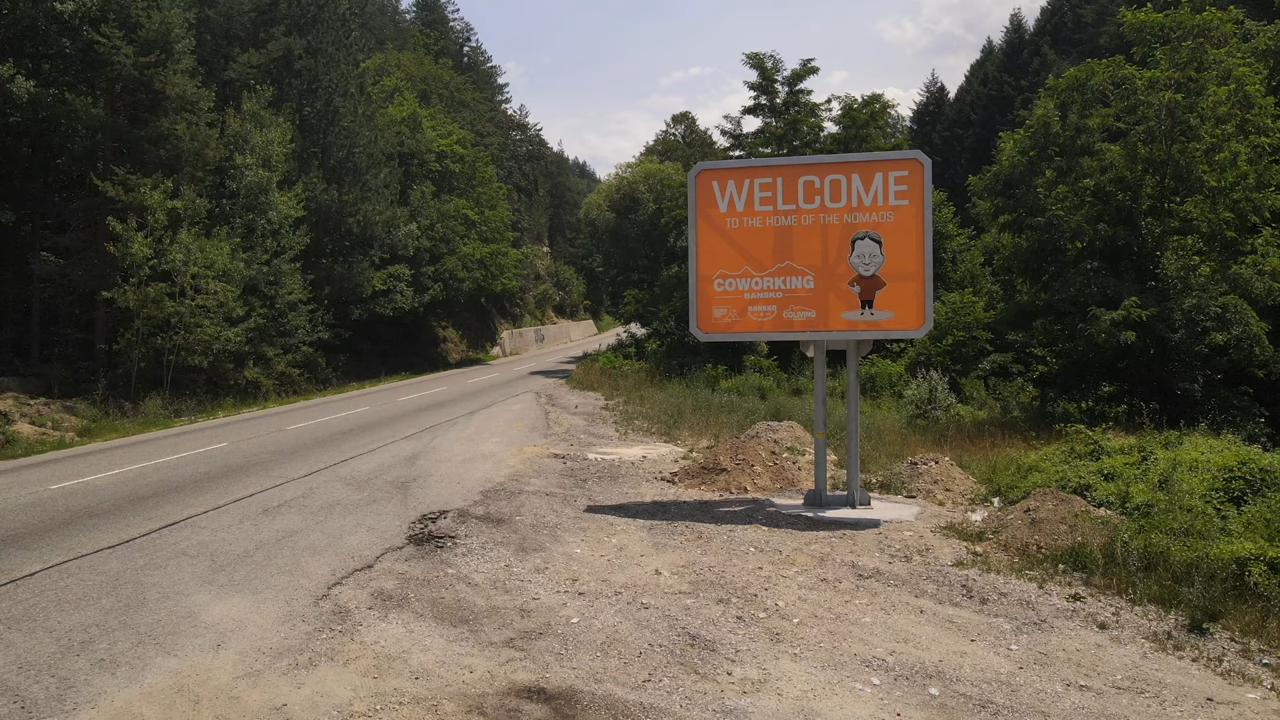 WELCOME
TO THE HOME OF THE NOMADS
COWORKING
BANSKO
BANSKO
COLIVING